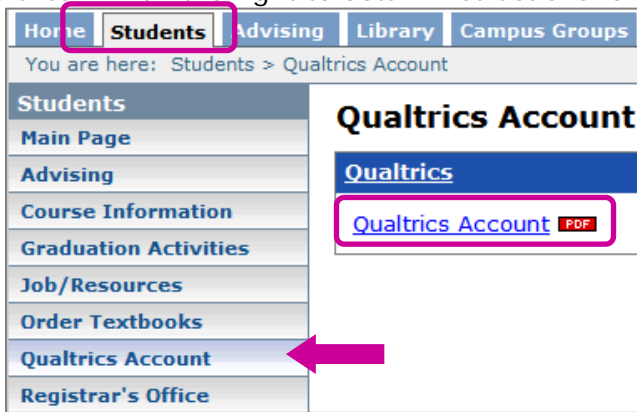 Home Students Advising Library Campus Groups
You are here: Students > Qualtrics Account
Students
Main Page
Advising
Course Information
Graduation Activities
Job/Resources
Order Textbooks
Qualtrics Account
Registrar's Office
Qualtrics Account
Qualtrics
Qualtrics Account PDF